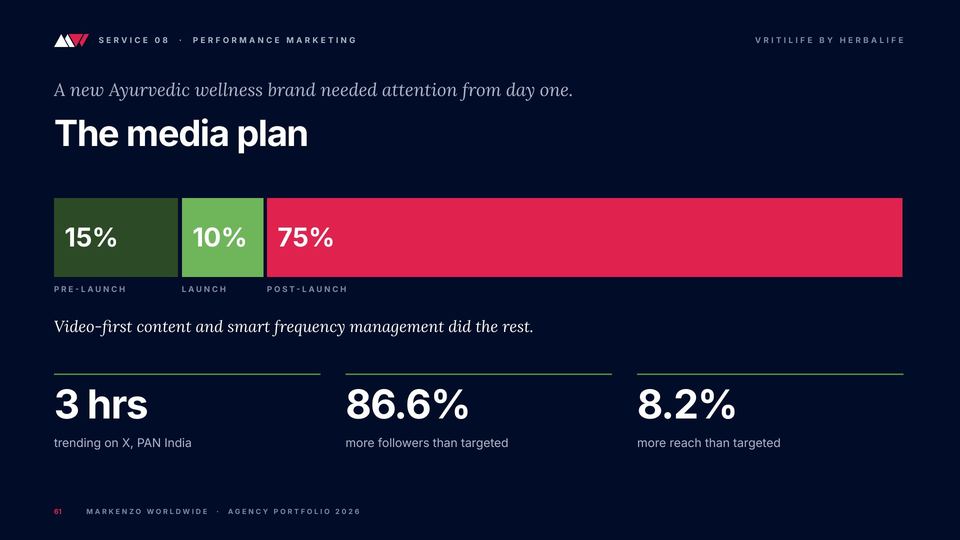 SERVICE 08 · PERFORMANCE MARKETING
VRITILIFE BY HERBALIFE
A new Ayurvedic wellness brand needed attention from day one.
The media plan
15% 10% 75%
PRE-LAUNCH LAUNCH POST-LAUNCH
Video-first content and smart frequency management did the rest.
3 hrs 86.6% 8.2%
trending on X, PAN India more followers than targeted more reach than targeted
61 MARKENZO WORLDWIDE · AGENCY PORTFOLIO 2026